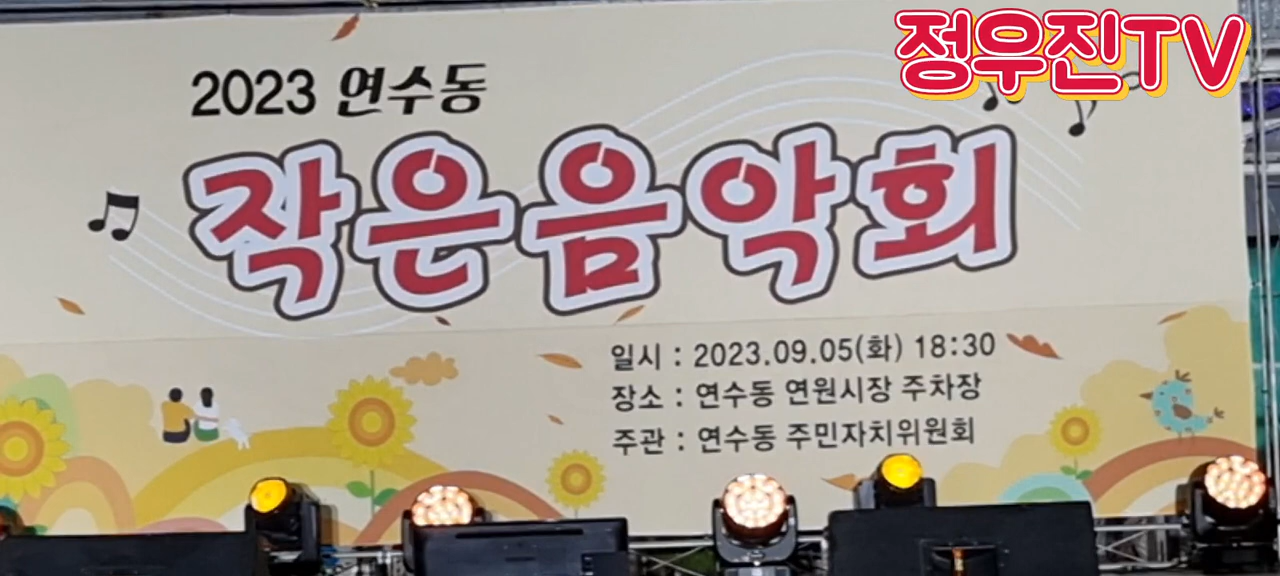 정우진TV
2023 연수동
작은음악회
일시 : 2023.09.05(화) 18:30
장소 : 연수동 연원시장 주차장
주관 : 연수동 주민자치위원회